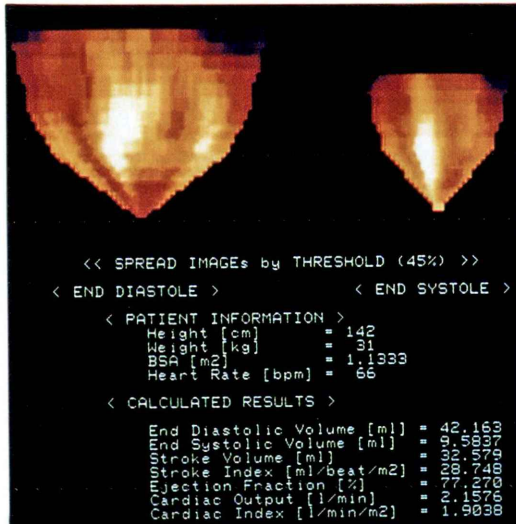 << SPREAD IMAGEs by THRESHOLD (45%) >>
< END DIASTOLE > < END SYSTOLE >
< PATIENT INFORMATION >
Height [cm] = 142
Weight [kg] = 31
BSA [m2] = 1.1333
Heart Rate [bpm] = 66
< CALCULATED RESULTS >
End Diastolic Volume [ml] = 42.163
End Systolic Volume [ml] = 9.5837
Stroke Volume [ml] = 32.579
Stroke Index [ml/beat/m2] = 28.748
Ejection Fraction [%] = 77.270
Cardiac Output [l/min] = 2.1576
Cardiac Index [l/min/m2] = 1.9038